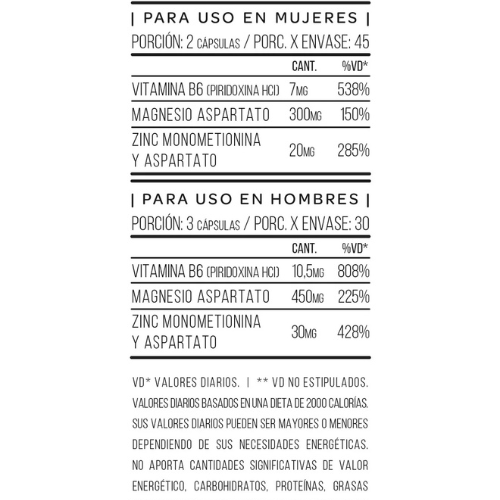 | PARA USO EN MUJERES |
PORCIÓN: 2 CÁPSULAS / PORC. X ENVASE: 45
CANT. %VD*
VITAMINA B6 (PIRIDOXINA HCl) 7MG 538%
MAGNESIO ASPARTATO 300MG 150%
ZINC MONOMETIONINA
Y ASPARTATO 20MG 285%
| PARA USO EN HOMBRES |
PORCIÓN: 3 CÁPSULAS / PORC. X ENVASE: 30
CANT. %VD*
VITAMINA B6 (PIRIDOXINA HCl) 10,5MG 808%
MAGNESIO ASPARTATO 450MG 225%
ZINC MONOMETIONINA
Y ASPARTATO 30MG 428%
VD* VALORES DIARIOS. | ** VD NO ESTIPULADOS.
VALORES DIARIOS BASADOS EN UNA DIETA DE 2000 CALORÍAS.
SUS VALORES DIARIOS PUEDEN SER MAYORES O MENORES
DEPENDIENDO DE SUS NECESIDADES ENERGÉTICAS.
NO APORTA CANTIDADES SIGNIFICATIVAS DE VALOR
ENERGÉTICO, CARBOHIDRATOS, PROTEÍNAS, GRASAS